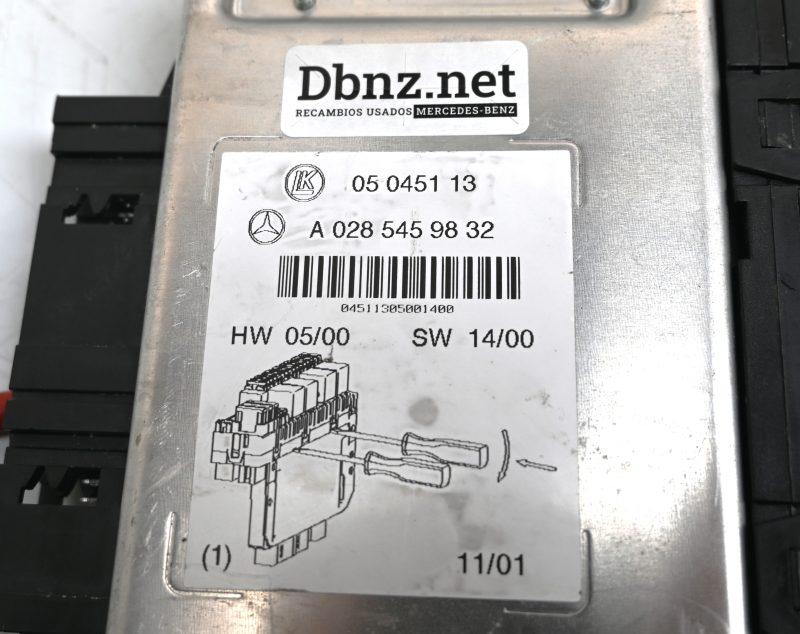 Dbnz.net
RECAMBIOS USADOS MERCEDES-BENZ
LK 05 0451 13
A 028 545 98 32
04511305001400
HW 05/00 SW 14/00
(1) 11/01